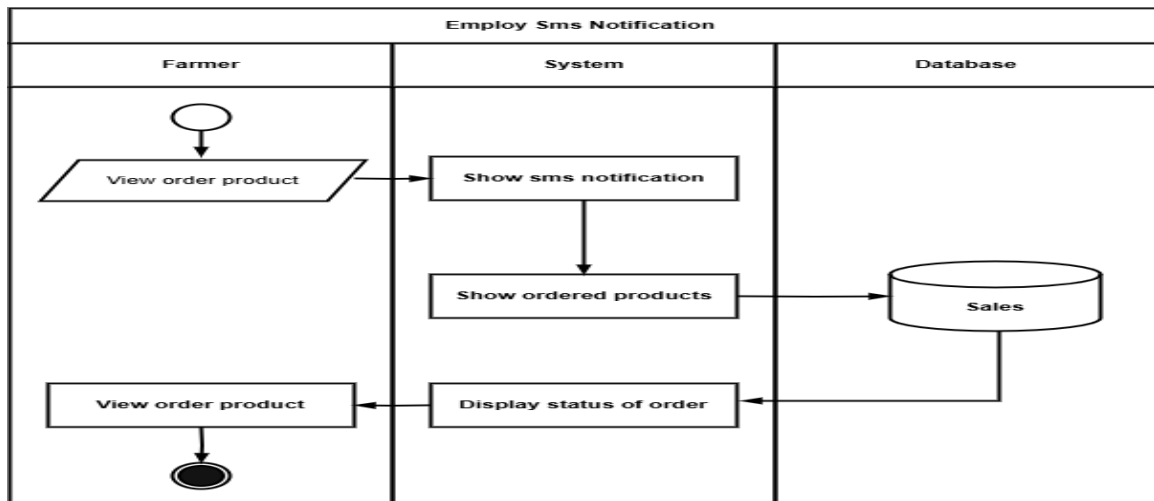 Employ Sms Notification
Farmer
System
Database
View order product
Show sms notification
Show ordered products
Sales
View order product
Display status of order